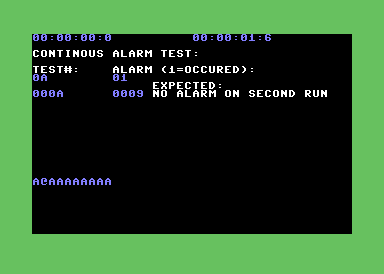 00:00:00:0 00:00:01:6
CONTINOUS ALARM TEST:
TEST#: ALARM (1=OCCURED):
0A 01
EXPECTED:
000A 0009 NO ALARM ON SECOND RUN
A@AAAAAAAA